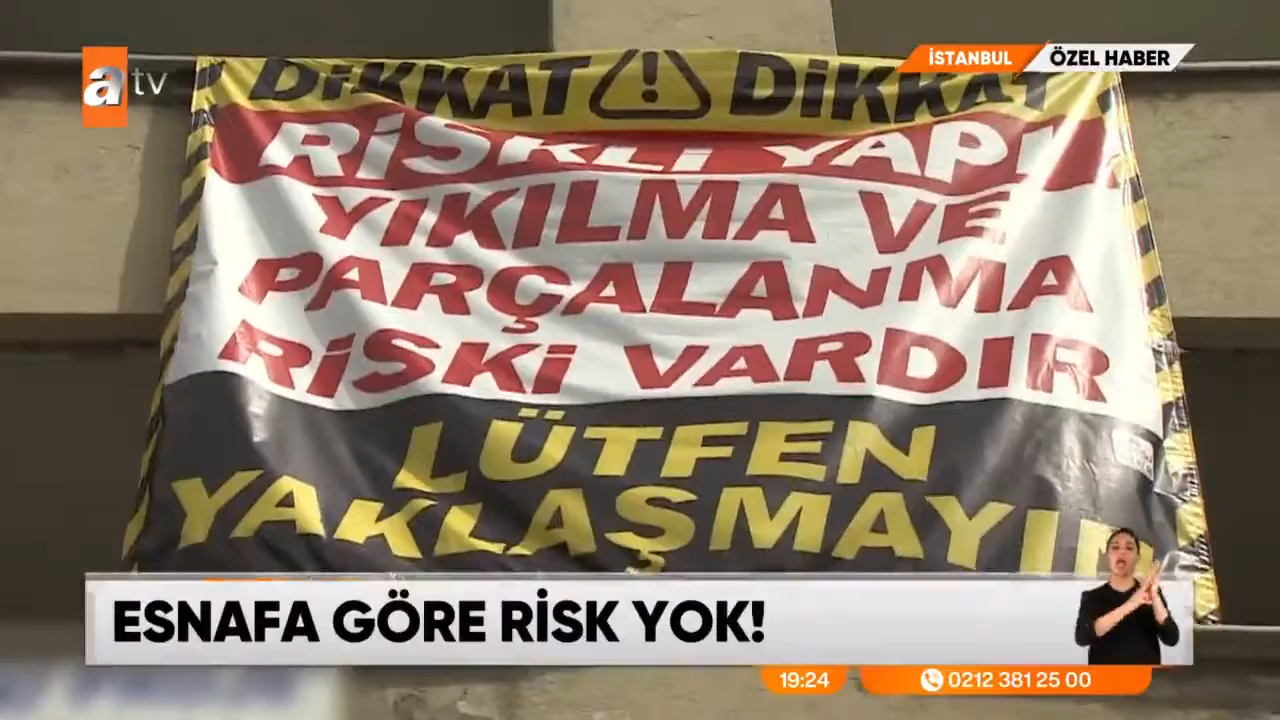 atv
İSTANBUL
ÖZEL HABER
DİKKAT DİKKAT
RİSKLİ YAPI
YIKILMA VE
PARÇALANMA
RİSKİ VARDIR
LÜTFEN
YAKLAŞMAYIN
ESNAFA GÖRE RİSK YOK!
19:24
0212 381 25 00